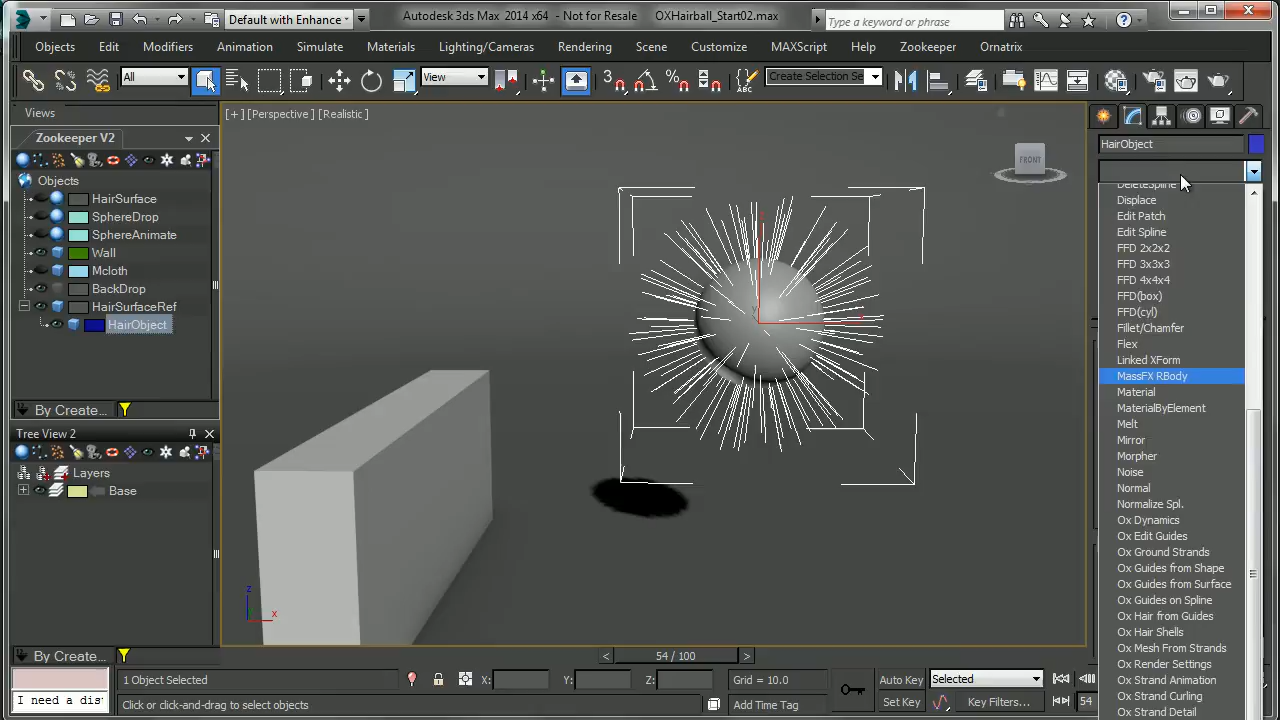 Default with Enhance
Autodesk 3ds Max 2014 x64 - Not for Resale OXHairball_Start02.max
Type a keyword or phrase
Objects Edit Modifiers Animation Simulate Materials Lighting/Cameras Rendering Scene Customize MAXScript Help Zookeeper Ornatrix
All View 3 Create Selection Se
Views
Zookeeper V2
Objects
HairSurface
SphereDrop
SphereAnimate
Wall
Mcloth
BackDrop
HairSurfaceRef
HairObject
By Create...
Tree View 2
Layers
Base
By Create...
[+] [Perspective] [Realistic]
FRONT
z
x
HairObject
DeleteSpline
Displace
Edit Patch
Edit Spline
FFD 2x2x2
FFD 3x3x3
FFD 4x4x4
FFD(box)
FFD(cyl)
Fillet/Chamfer
Flex
Linked XForm
MassFX RBody
Material
MaterialByElement
Melt
Mirror
Morpher
Noise
Normal
Normalize Spl.
Ox Dynamics
Ox Edit Guides
Ox Ground Strands
Ox Guides from Shape
Ox Guides from Surface
Ox Guides on Spline
Ox Hair from Guides
Ox Hair Shells
Ox Mesh From Strands
Ox Render Settings
Ox Strand Animation
Ox Strand Curling
Ox Strand Detail
< 54 / 100 >
1 Object Selected X: Y: Z: Grid = 10.0 Auto Key Selected
I need a dis Click or click-and-drag to select objects Add Time Tag Set Key Key Filters... 54